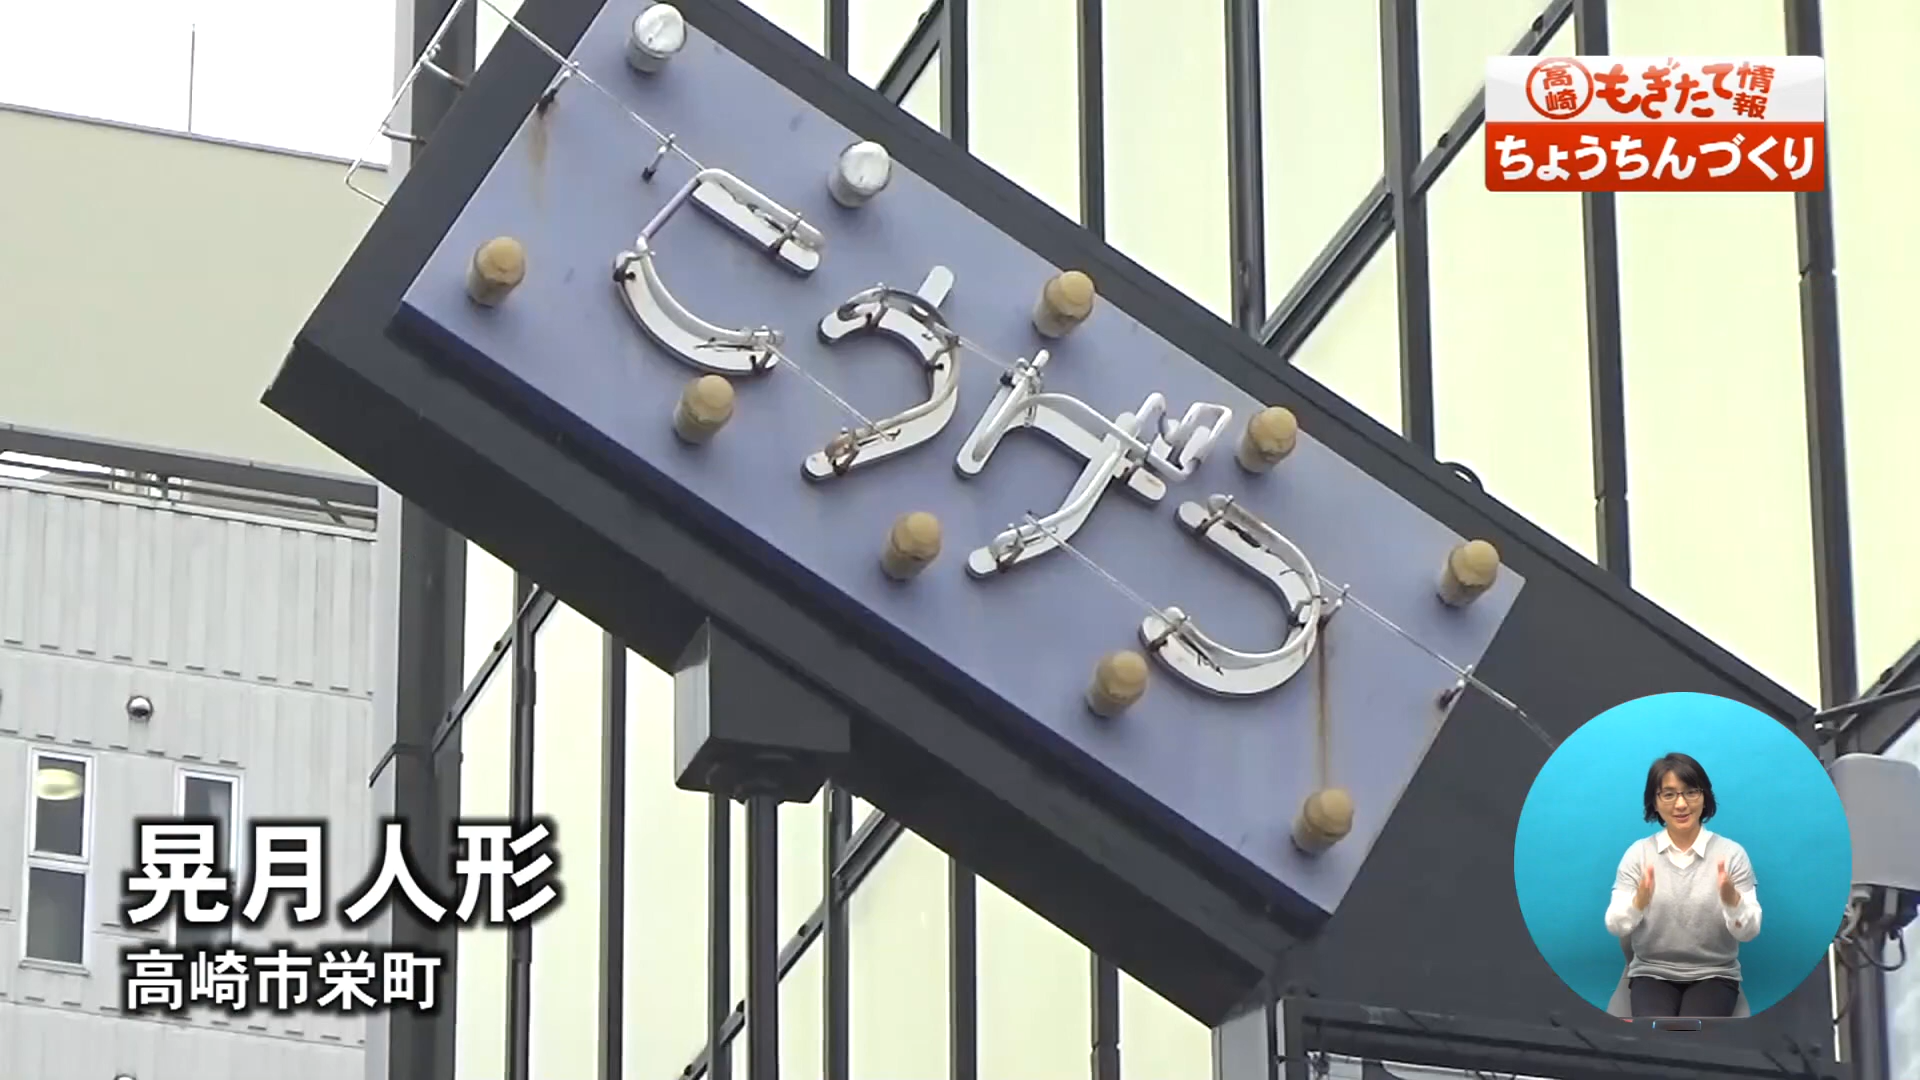 高崎 もぎたて情報
ちょうちんづくり
こうげつ
晃月人形
高崎市栄町